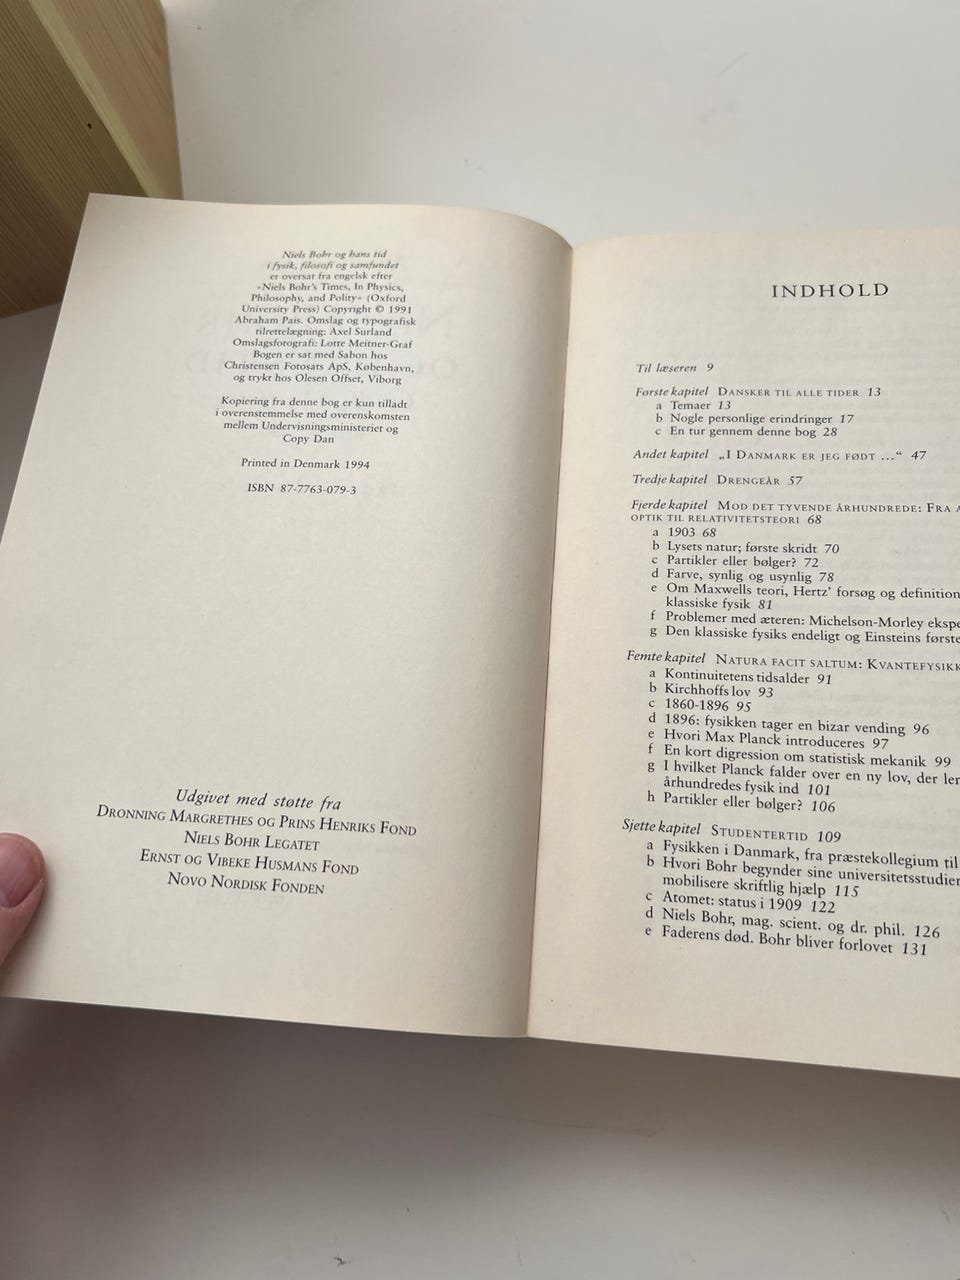 Niels Bohr og hans tid
i fysik, filosofi og samfundet
er oversat fra engelsk efter
»Niels Bohr's Times, In Physics,
Philosophy, and Polity« (Oxford
University Press) Copyright © 1991
Abraham Pais. Omslag og typografisk
tilrettelægning: Axel Surland
Omslagsfotografi: Lotte Meitner-Graf
Bogen er sat med Sabon hos
Christensen Fotosats ApS, København,
og trykt hos Olesen Offset, Viborg
Kopiering fra denne bog er kun tilladt
i overenstemmelse med overenskomsten
mellem Undervisningsministeriet og
Copy Dan
Printed in Denmark 1994
ISBN 87-7763-079-3
Udgivet med støtte fra
DRONNING MARGRETHES OG PRINS HENRIKS FOND
NIELS BOHR LEGATET
ERNST OG VIBEKE HUSMANS FOND
NOVO NORDISK FONDEN
INDHOLD
Til læseren 9
Første kapitel DANSKER TIL ALLE TIDER 13
a Temaer 13
b Nogle personlige erindringer 17
c En tur gennem denne bog 28
Andet kapitel „I DANMARK ER JEG FØDT ...“ 47
Tredje kapitel DRENGEÅR 57
Fjerde kapitel MOD DET TYVENDE ÅRHUNDREDE: FRA
OPTIK TIL RELATIVITETSTEORI 68
a 1903 68
b Lysets natur; første skridt 70
c Partikler eller bølger? 72
d Farve, synlig og usynlig 78
e Om Maxwells teori, Hertz' forsøg og definition
klassiske fysik 81
f Problemer med æteren: Michelson-Morley ekspe
g Den klassiske fysiks endeligt og Einsteins første
Femte kapitel NATURA FACIT SALTUM: KVANTEFYSIKK
a Kontinuitetens tidsalder 91
b Kirchhoffs lov 93
c 1860-1896 95
d 1896: fysikken tager en bizar vending 96
e Hvori Max Planck introduceres 97
f En kort digression om statistisk mekanik 99
g I hvilket Planck falder over en ny lov, der
århundredes fysik ind 101
h Partikler eller bølger? 106
Sjette kapitel STUDENTERTID 109
a Fysikken i Danmark, fra præstekollegium til
b Hvori Bohr begynder sine universitetsstudier
mobilisere skriftlig hjælp 115
c Atomet: status i 1909 122
d Niels Bohr, mag. scient. og dr. phil. 126
e Faderens død. Bohr bliver forlovet 131